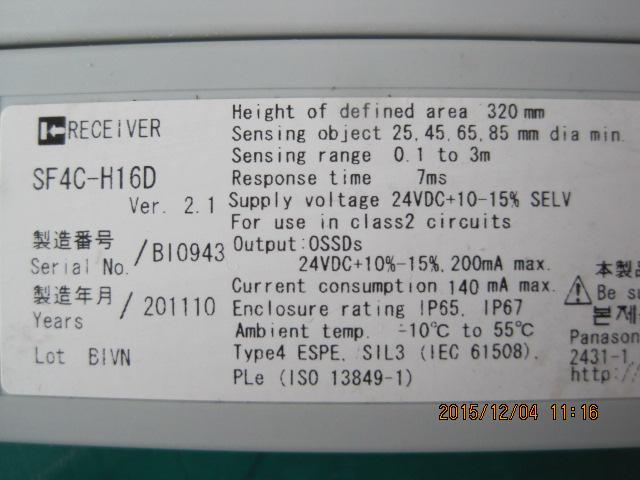 RECEIVER
SF4C-H16D
Ver. 2.1
製造番号
Serial No. /BI0943
製造年月
Years / 201110
Lot BIVN
Height of defined area 320 mm
Sensing object 25,45,65,85 mm dia min.
Sensing range 0.1 to 3m
Response time 7ms
Supply voltage 24VDC+10-15% SELV
For use in class2 circuits
Output:OSSDs
24VDC+10%-15%,200mA max.
Current consumption 140 mA max.
Enclosure rating IP65, IP67
Ambient temp. -10℃ to 55℃
Type4 ESPE, SIL3 (IEC 61508),
PLe (ISO 13849-1)
本製品
Be su
본제
Panason
2431-1
http://
2015/12/04 11:16